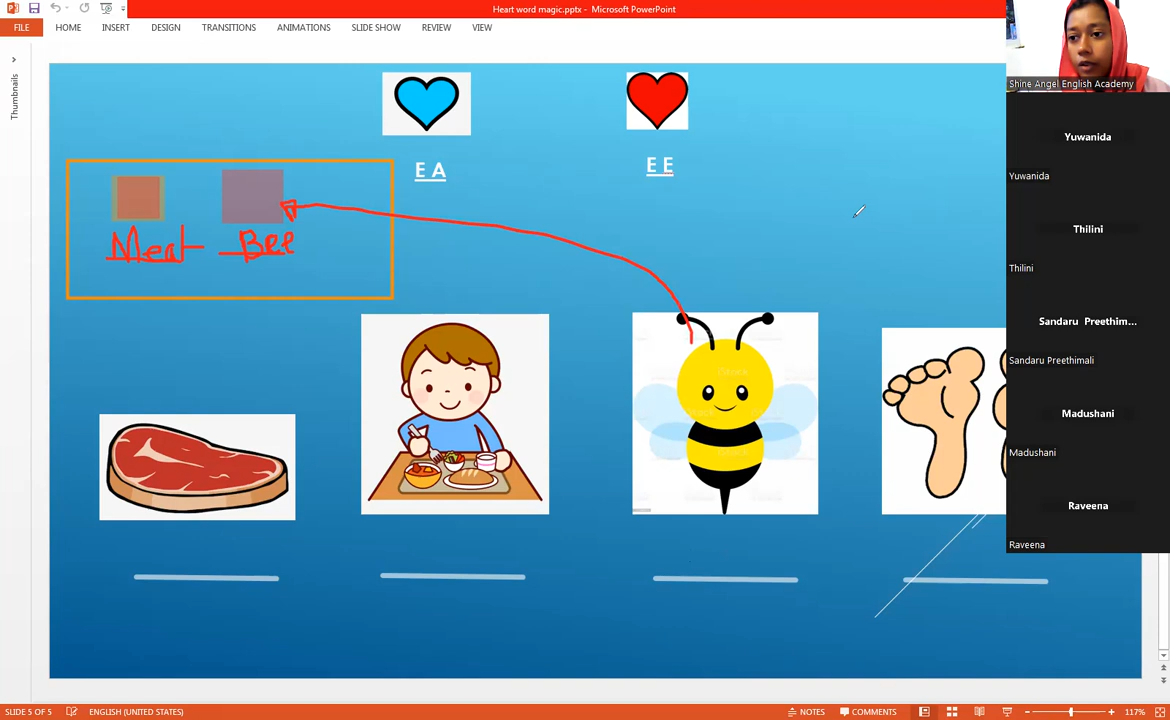 Heart word magic.pptx - Microsoft PowerPoint
FILE HOME INSERT DESIGN TRANSITIONS ANIMATIONS SLIDE SHOW REVIEW VIEW
Thumbnails
E A
E E
Meat Bee
Shine Angel English Academy
Yuwanida
Yuwanida
Thilini
Thilini
Sandaru Preethim...
Sandaru Preethimali
Madushani
Madushani
Raveena
Raveena
SLIDE 5 OF 5 ENGLISH (UNITED STATES) NOTES COMMENTS 117%